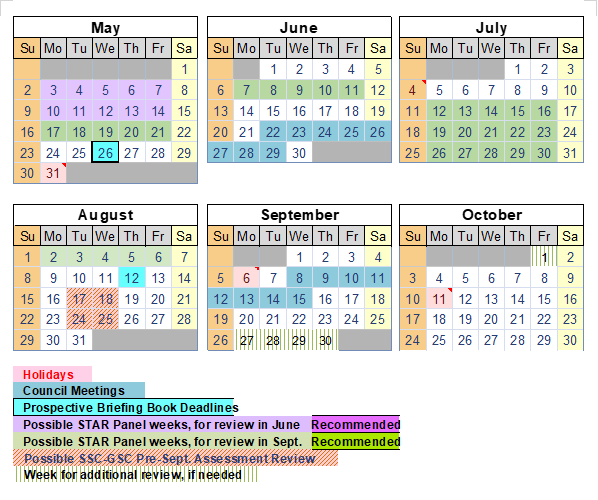 May June July
Su Mo Tu We Th Fr Sa Su Mo Tu We Th Fr Sa Su Mo Tu We Th Fr Sa
1 1 2 3 4 5 1 2 3
2 3 4 5 6 7 8 6 7 8 9 10 11 12 4 5 6 7 8 9 10
9 10 11 12 13 14 15 13 14 15 16 17 18 19 11 12 13 14 15 16 17
16 17 18 19 20 21 22 20 21 22 23 24 25 26 18 19 20 21 22 23 24
23 24 25 26 27 28 29 27 28 29 30 25 26 27 28 29 30 31
30 31
August September October
Su Mo Tu We Th Fr Sa Su Mo Tu We Th Fr Sa Su Mo Tu We Th Fr Sa
1 2 3 4 5 6 7 1 2 3 4 1 2
8 9 10 11 12 13 14 5 6 7 8 9 10 11 3 4 5 6 7 8 9
15 16 17 18 19 20 21 12 13 14 15 16 17 18 10 11 12 13 14 15 16
22 23 24 25 26 27 28 19 20 21 22 23 24 25 17 18 19 20 21 22 23
29 30 31 26 27 28 29 30 24 25 26 27 28 29 30
Holidays
Council Meetings
Prospective Briefing Book Deadlines
Possible STAR Panel weeks, for review in June Recommended
Possible STAR Panel weeks, for review in Sept. Recommended
Possible SSC-GSC Pre-Sept. Assessment Review
Week for additional review, if needed